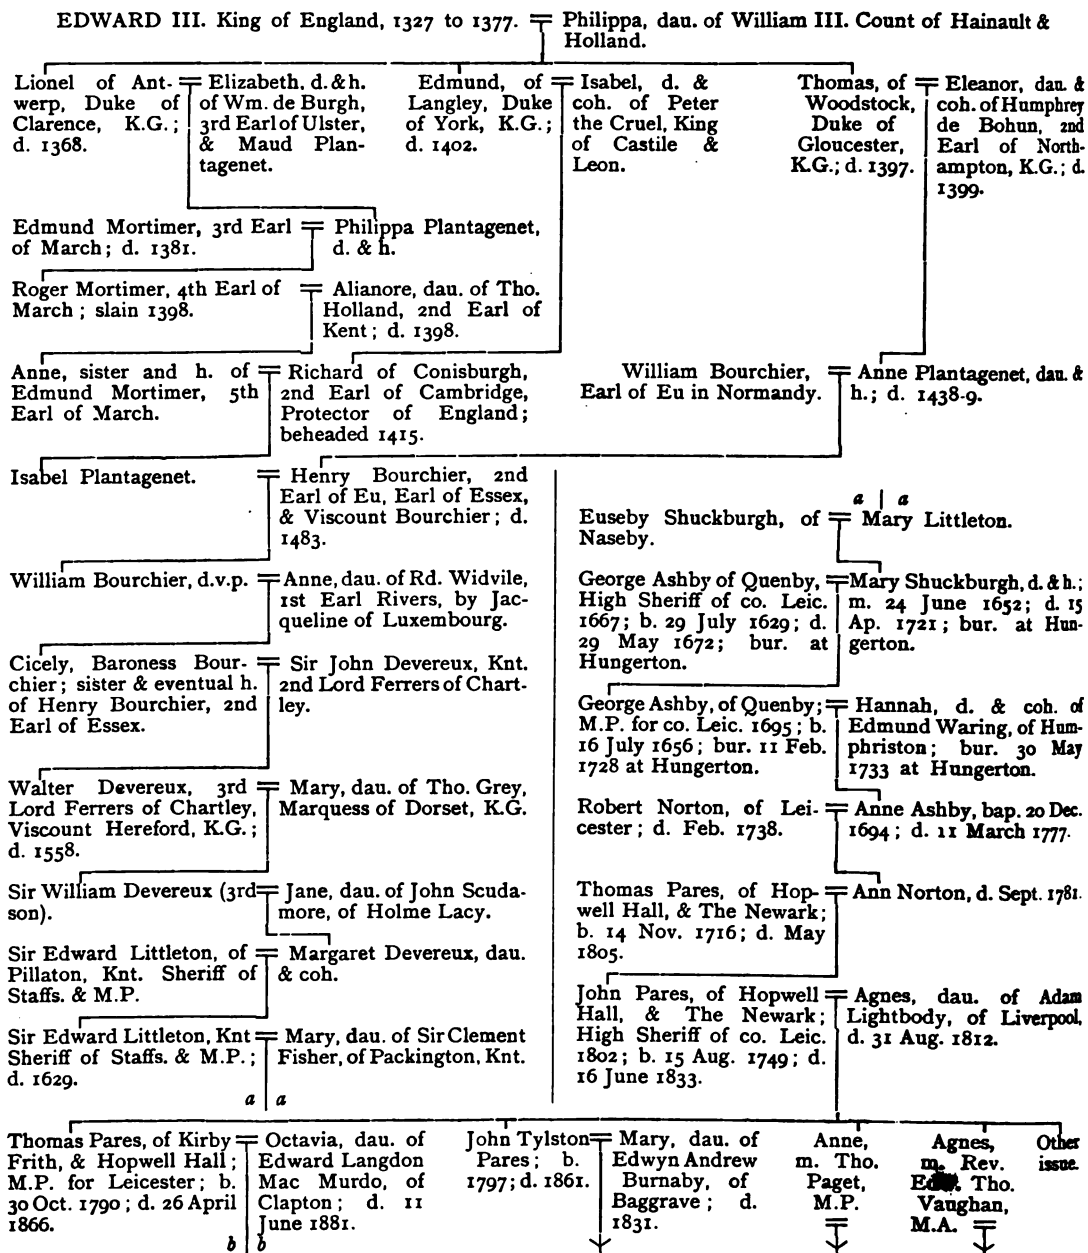 EDWARD III. King of England, 1327 to 1377. = Philippa, dau. of William III. Count of Hainault &
Holland.
Lionel of Ant-
werp, Duke of
Clarence, K.G.;
d. 1368.
= Elizabeth, d. & h.
of Wm. de Burgh,
3rd Earl of Ulster,
& Maud Plan-
tagenet.
Edmund, of
Langley, Duke
of York, K.G.;
d. 1402.
= Isabel, d. &
coh. of Peter
the Cruel, King
of Castile &
Leon.
Thomas, of
Woodstock,
Duke of
Gloucester,
K.G.; d. 1397.
= Eleanor, dau. &
coh. of Humphrey
de Bohun, 2nd
Earl of North-
ampton, K.G.; d.
1399.
Edmund Mortimer, 3rd Earl
of March; d. 1381.
= Philippa Plantagenet,
d. & h.
Roger Mortimer, 4th Earl of
March; slain 1398.
= Alianore, dau. of Tho.
Holland, 2nd Earl of
Kent; d. 1398.
Anne, sister and h. of
Edmund Mortimer, 5th
Earl of March.
= Richard of Conisburgh,
2nd Earl of Cambridge,
Protector of England;
beheaded 1415.
William Bourchier,
Earl of Eu in Normandy.
= Anne Plantagenet, dau. &
h.; d. 1438-9.
Isabel Plantagenet.
= Henry Bourchier, 2nd
Earl of Eu, Earl of Essex,
& Viscount Bourchier; d.
1483.
William Bourchier, d.v.p.
= Anne, dau. of Rd. Widvile,
1st Earl Rivers, by Jac-
queline of Luxembourg.
Cicely, Baroness Bour-
chier; sister & eventual h.
of Henry Bourchier, 2nd
Earl of Essex.
= Sir John Devereux, Knt.
2nd Lord Ferrers of Chart-
ley.
Walter Devereux, 3rd
Lord Ferrers of Chartley,
Viscount Hereford, K.G.;
d. 1558.
= Mary, dau. of Tho. Grey,
Marquess of Dorset, K.G.
Sir William Devereux (3rd
son).
= Jane, dau. of John Scuda-
more, of Holme Lacy.
Sir Edward Littleton, of
Pillaton, Knt. Sheriff of
Staffs. & M.P.
= Margaret Devereux, dau.
& coh.
Sir Edward Littleton, Knt
Sheriff of Staffs. & M.P.;
d. 1629.
= Mary, dau. of Sir Clement
Fisher, of Packington, Knt.
a | a
a | a
Euseby Shuckburgh, of
Naseby.
= Mary Littleton.
George Ashby of Quenby,
High Sheriff of co. Leic.
1667; b. 29 July 1629; d.
29 May 1672; bur. at
Hungerton.
= Mary Shuckburgh, d. & h.;
m. 24 June 1652; d. 15
Ap. 1721; bur. at Hun-
gerton.
George Ashby, of Quenby;
M.P. for co. Leic. 1695; b.
16 July 1656; bur. 11 Feb.
1728 at Hungerton.
= Hannah, d. & coh. of
Edmund Waring, of Hum-
phriston; bur. 30 May
1733 at Hungerton.
Robert Norton, of Lei-
cester; d. Feb. 1738.
= Anne Ashby, bap. 20 Dec.
1694; d. 11 March 1777.
Thomas Pares, of Hop-
well Hall, & The Newark;
b. 14 Nov. 1716; d. May
1805.
= Ann Norton, d. Sept. 1781.
John Pares, of Hopwell
Hall, & The Newark;
High Sheriff of co. Leic.
1802; b. 15 Aug. 1749; d.
16 June 1833.
= Agnes, dau. of Adam
Lightbody, of Liverpool,
d. 31 Aug. 1812.
Thomas Pares, of Kirby
Frith, & Hopwell Hall;
M.P. for Leicester; b.
30 Oct. 1790; d. 26 April
1866.
= Octavia, dau. of
Edward Langdon
Mac Murdo, of
Clapton; d. 11
June 1881.
b | b
John Tylston
Pares; b.
1797; d. 1861.
= Mary, dau. of
Edwyn Andrew
Burnaby, of
Baggrave; d.
1831.
Anne,
m. Tho.
Paget,
M.P.
=
Agnes,
m. Rev.
Tho.
Vaughan,
M.A. =
Other
issue.